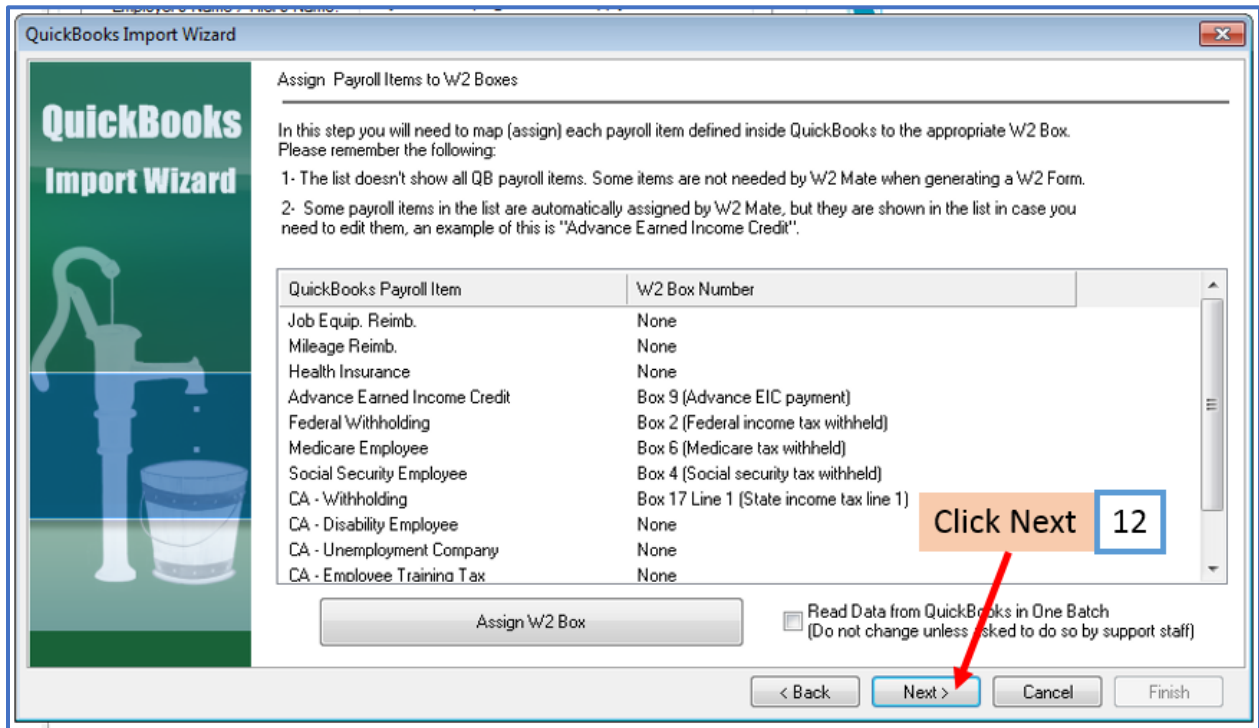 Employer's Name / Filer's Name:
QuickBooks Import Wizard
QuickBooks
Import Wizard
Assign Payroll Items to W2 Boxes
In this step you will need to map (assign) each payroll item defined inside QuickBooks to the appropriate W2 Box.
Please remember the following:
1- The list doesn't show all QB payroll items. Some items are not needed by W2 Mate when generating a W2 Form.
2- Some payroll items in the list are automatically assigned by W2 Mate, but they are shown in the list in case you
need to edit them, an example of this is "Advance Earned Income Credit".
QuickBooks Payroll Item W2 Box Number
Job Equip. Reimb. None
Mileage Reimb. None
Health Insurance None
Advance Earned Income Credit Box 9 (Advance EIC payment)
Federal Withholding Box 2 (Federal income tax withheld)
Medicare Employee Box 6 (Medicare tax withheld)
Social Security Employee Box 4 (Social security tax withheld)
CA - Withholding Box 17 Line 1 (State income tax line 1)
CA - Disability Employee None
CA - Unemployment Company None
CA - Employee Training Tax None
Click Next 12
Assign W2 Box
Read Data from QuickBooks in One Batch
(Do not change unless asked to do so by support staff)
< Back Next > Cancel Finish